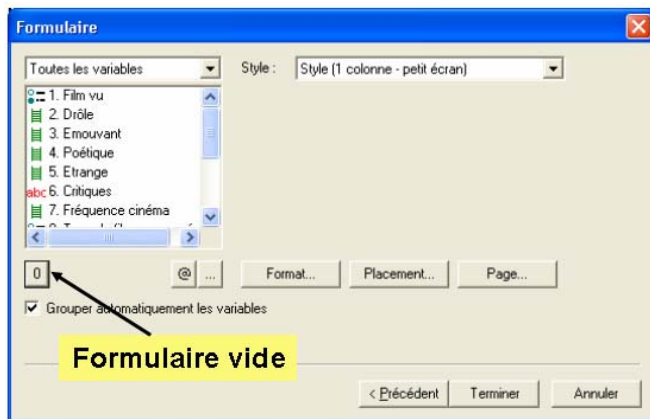 Formulaire
Toutes les variables
Style :
Style (1 colonne - petit écran)
1. Film vu
2. Drôle
3. Emouvant
4. Poétique
5. Etrange
abc 6. Critiques
7. Fréquence cinéma
0
@
...
Format...
Placement...
Page...
Grouper automatiquement les variables
Formulaire vide
< Précédent
Terminer
Annuler